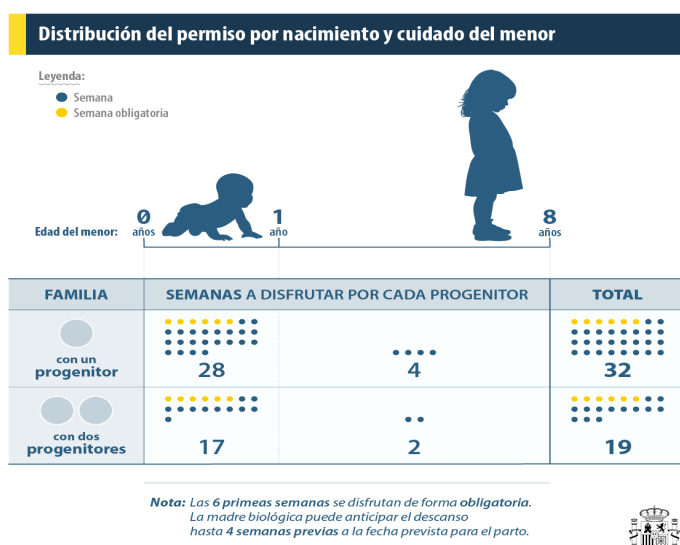 Distribución del permiso por nacimiento y cuidado del menor
Leyenda:
Semana
Semana obligatoria
0
años
1
año
8
años
Edad del menor:
FAMILIA
SEMANAS A DISFRUTAR POR CADA PROGENITOR
TOTAL
con un
progenitor
28
4
32
con dos
progenitores
17
2
19
Nota: Las 6 primeas semanas se disfrutan de forma obligatoria.
La madre biológica puede anticipar el descanso
hasta 4 semanas previas a la fecha prevista para el parto.